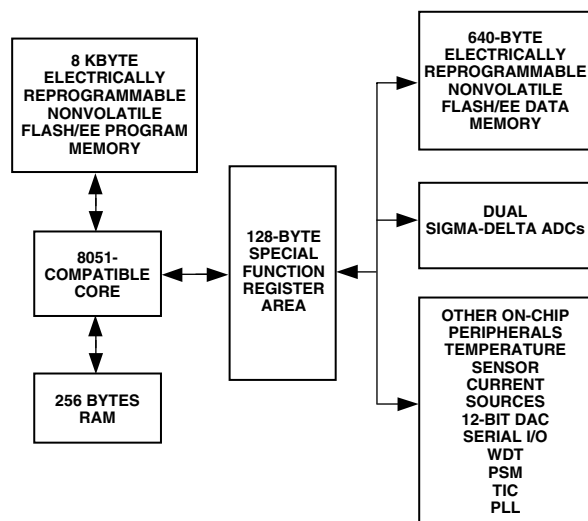 8 KBYTE
ELECTRICALLY
REPROGRAMMABLE
NONVOLATILE
FLASH/EE PROGRAM
MEMORY
8051-
COMPATIBLE
CORE
256 BYTES
RAM
128-BYTE
SPECIAL
FUNCTION
REGISTER
AREA
640-BYTE
ELECTRICALLY
REPROGRAMMABLE
NONVOLATILE
FLASH/EE DATA
MEMORY
DUAL
SIGMA-DELTA ADCs
OTHER ON-CHIP
PERIPHERALS
TEMPERATURE
SENSOR
CURRENT
SOURCES
12-BIT DAC
SERIAL I/O
WDT
PSM
TIC
PLL